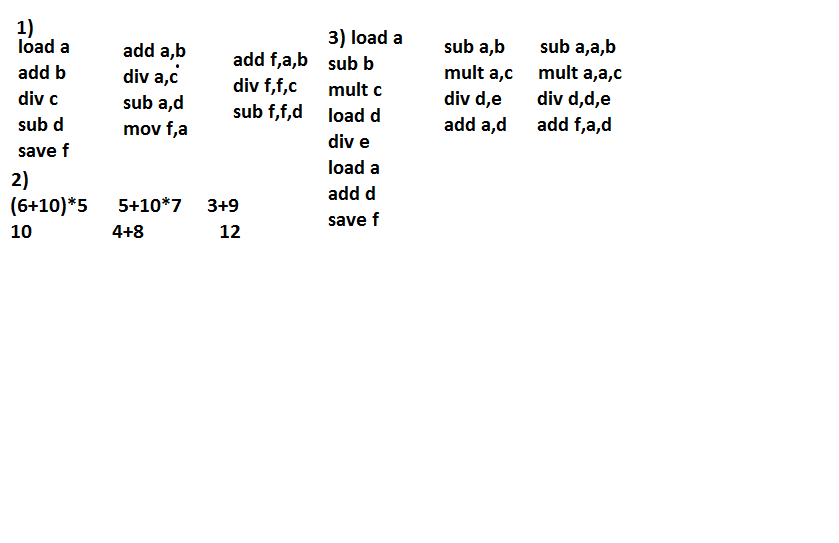 1)
load a
add b
div c
sub d
save f
add a,b
div a,c
sub a,d
mov f,a
add f,a,b
div f,f,c
sub f,f,d
2)
(6+10)*5 5+10*7 3+9
10 4+8 12
3) load a
sub b
mult c
load d
div e
load a
add d
save f
sub a,b
mult a,c
div d,e
add a,d
sub a,a,b
mult a,a,c
div d,d,e
add f,a,d